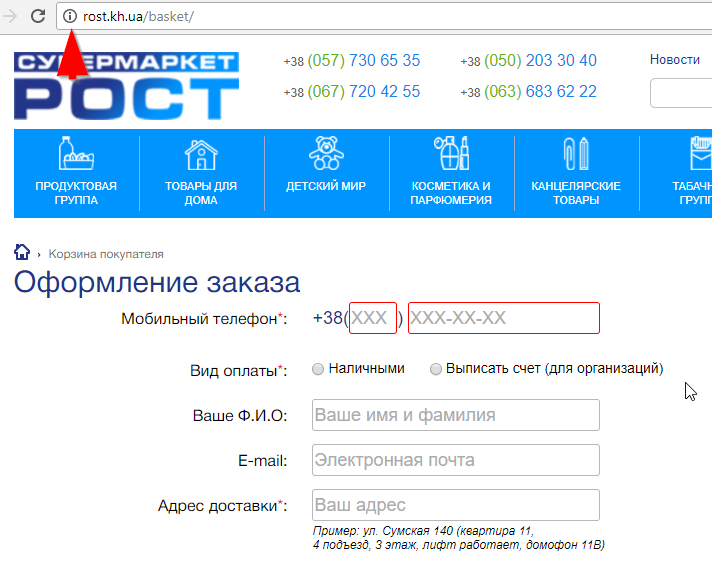 rost.kh.ua/basket/
СУПЕРМАРКЕТ
РОСТ
+38 (057) 730 65 35
+38 (050) 203 30 40
+38 (067) 720 42 55
+38 (063) 683 62 22
Новости
ПРОДУКТОВАЯ ГРУППА
ТОВАРЫ ДЛЯ ДОМА
ДЕТСКИЙ МИР
КОСМЕТИКА И ПАРФЮМЕРИЯ
КАНЦЕЛЯРСКИЕ ТОВАРЫ
› Корзина покупателя
Оформление заказа
Мобильный телефон*: +38(XXX) XXX-XX-XX
Вид оплаты*: Наличными Выписать счет (для организаций)
Ваше Ф.И.О: Ваше имя и фамилия
E-mail: Электронная почта
Адрес доставки*: Ваш адрес
Пример: ул. Сумская 140 (квартира 11,
4 подъезд, 3 этаж, лифт работает, домофон 11В)